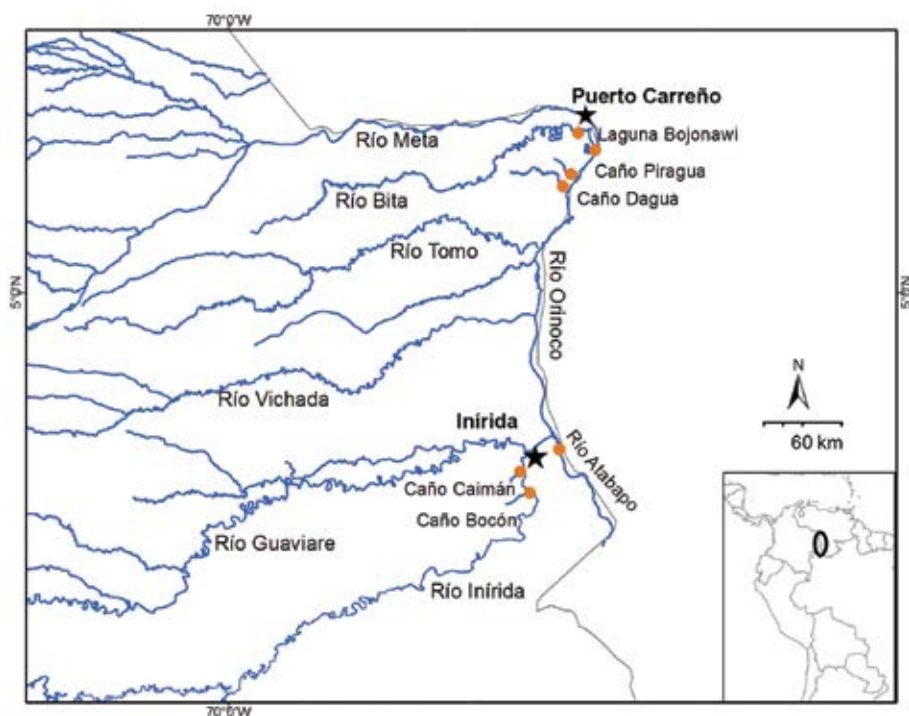 70°0'W
Puerto Carreño
Laguna Bojonawi
Río Meta
Caño Piragua
Río Bita
Caño Dagua
Río Tomo
Río Orinoco
5°0'N
5°0'N
Río Vichada
N
60 km
Inírida
Río Atabapo
Caño Caimán
Caño Bocón
Río Guaviare
Río Inírida
70°0'W